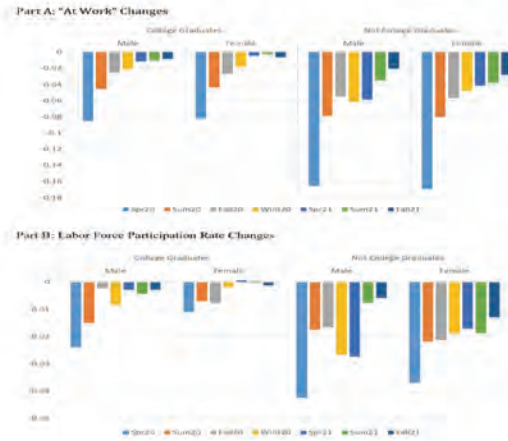 Part A: "At Work" Changes
College Graduates
Not College Graduates
Male
Female
Male
Female
0
-0.02
-0.04
-0.06
-0.08
-0.1
-0.12
-0.14
-0.16
-0.18
Spr20 Sum20 Fall20 Win20 Spr21 Sum21 Fall21
Part B: Labor Force Participation Rate Changes
College Graduates
Not College Graduates
Male
Female
Male
Female
0
-0.01
-0.02
-0.03
-0.04
-0.05
Spr20 Sum20 Fall20 Win20 Spr21 Sum21 Fall21